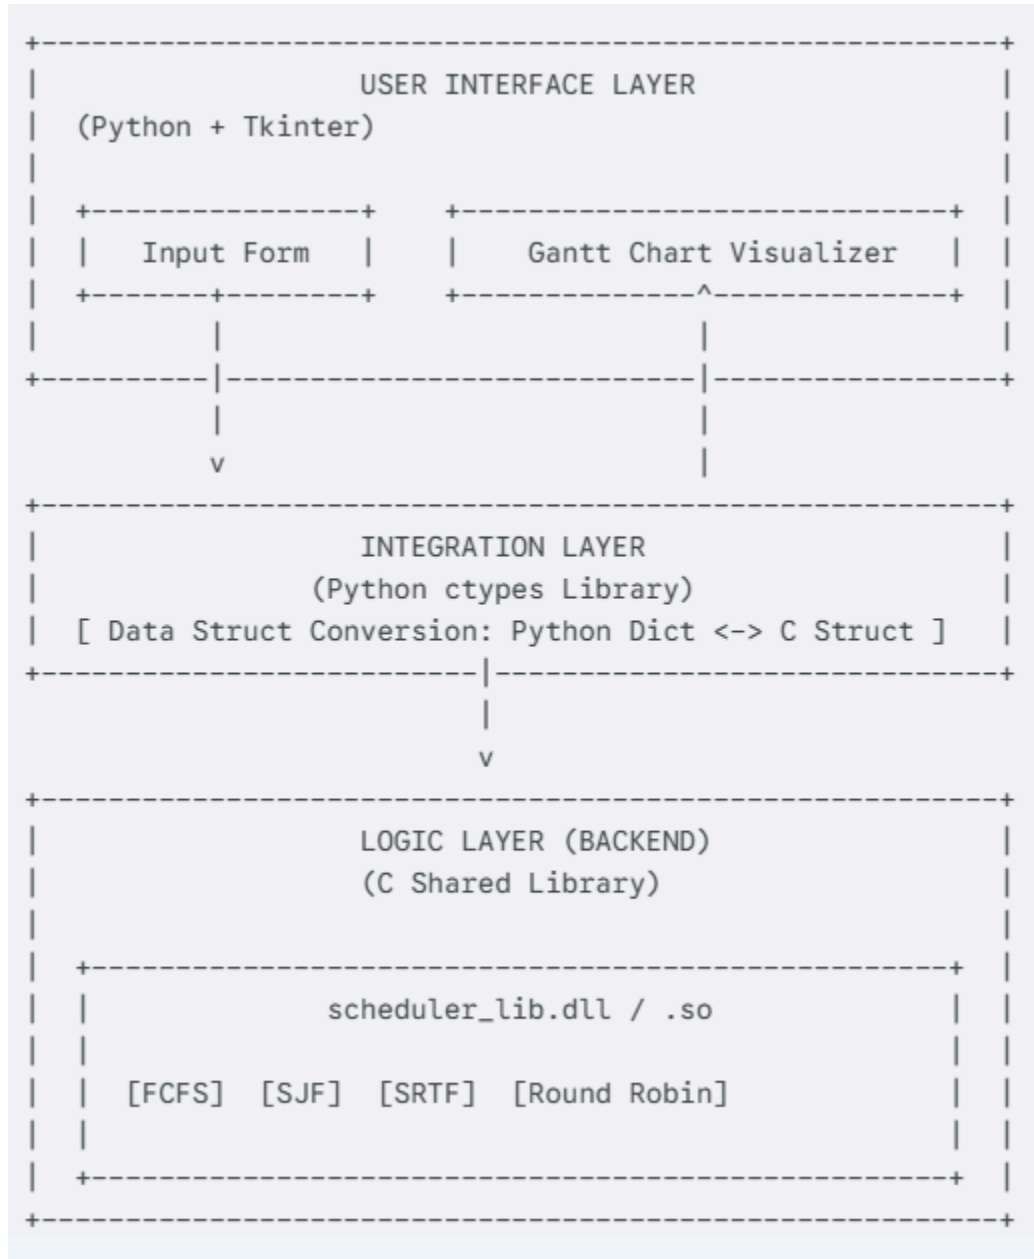 USER INTERFACE LAYER
(Python + Tkinter)
Input Form Gantt Chart Visualizer
INTEGRATION LAYER
(Python ctypes Library)
[ Data Struct Conversion: Python Dict <-> C Struct ]
LOGIC LAYER (BACKEND)
(C Shared Library)
scheduler_lib.dll / .so
[FCFS] [SJF] [SRTF] [Round Robin]